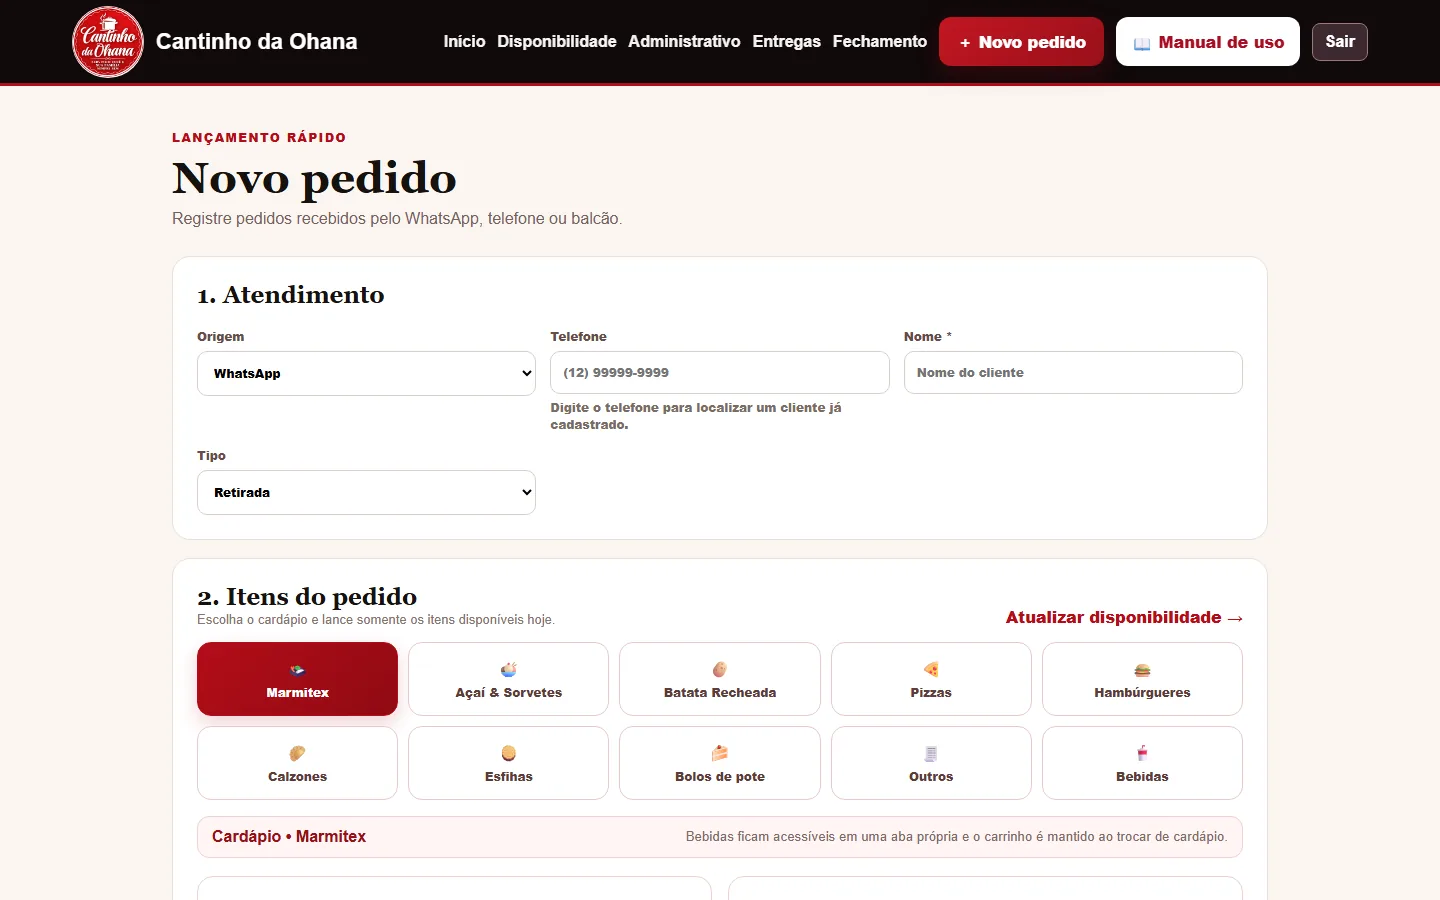 Cantinho
da Ohana
Cantinho da Ohana
Início
Disponibilidade
Administrativo
Entregas
Fechamento
+ Novo pedido
Manual de uso
Sair
LANÇAMENTO RÁPIDO
Novo pedido
Registre pedidos recebidos pelo WhatsApp, telefone ou balcão.
1. Atendimento
Origem
WhatsApp
Telefone
(12) 99999-9999
Digite o telefone para localizar um cliente já
cadastrado.
Nome *
Nome do cliente
Tipo
Retirada
2. Itens do pedido
Escolha o cardápio e lance somente os itens disponíveis hoje.
Atualizar disponibilidade →
Marmitex
Açaí & Sorvetes
Batata Recheada
Pizzas
Hambúrgueres
Calzones
Esfihas
Bolos de pote
Outros
Bebidas
Cardápio • Marmitex
Bebidas ficam acessíveis em uma aba própria e o carrinho é mantido ao trocar de cardápio.